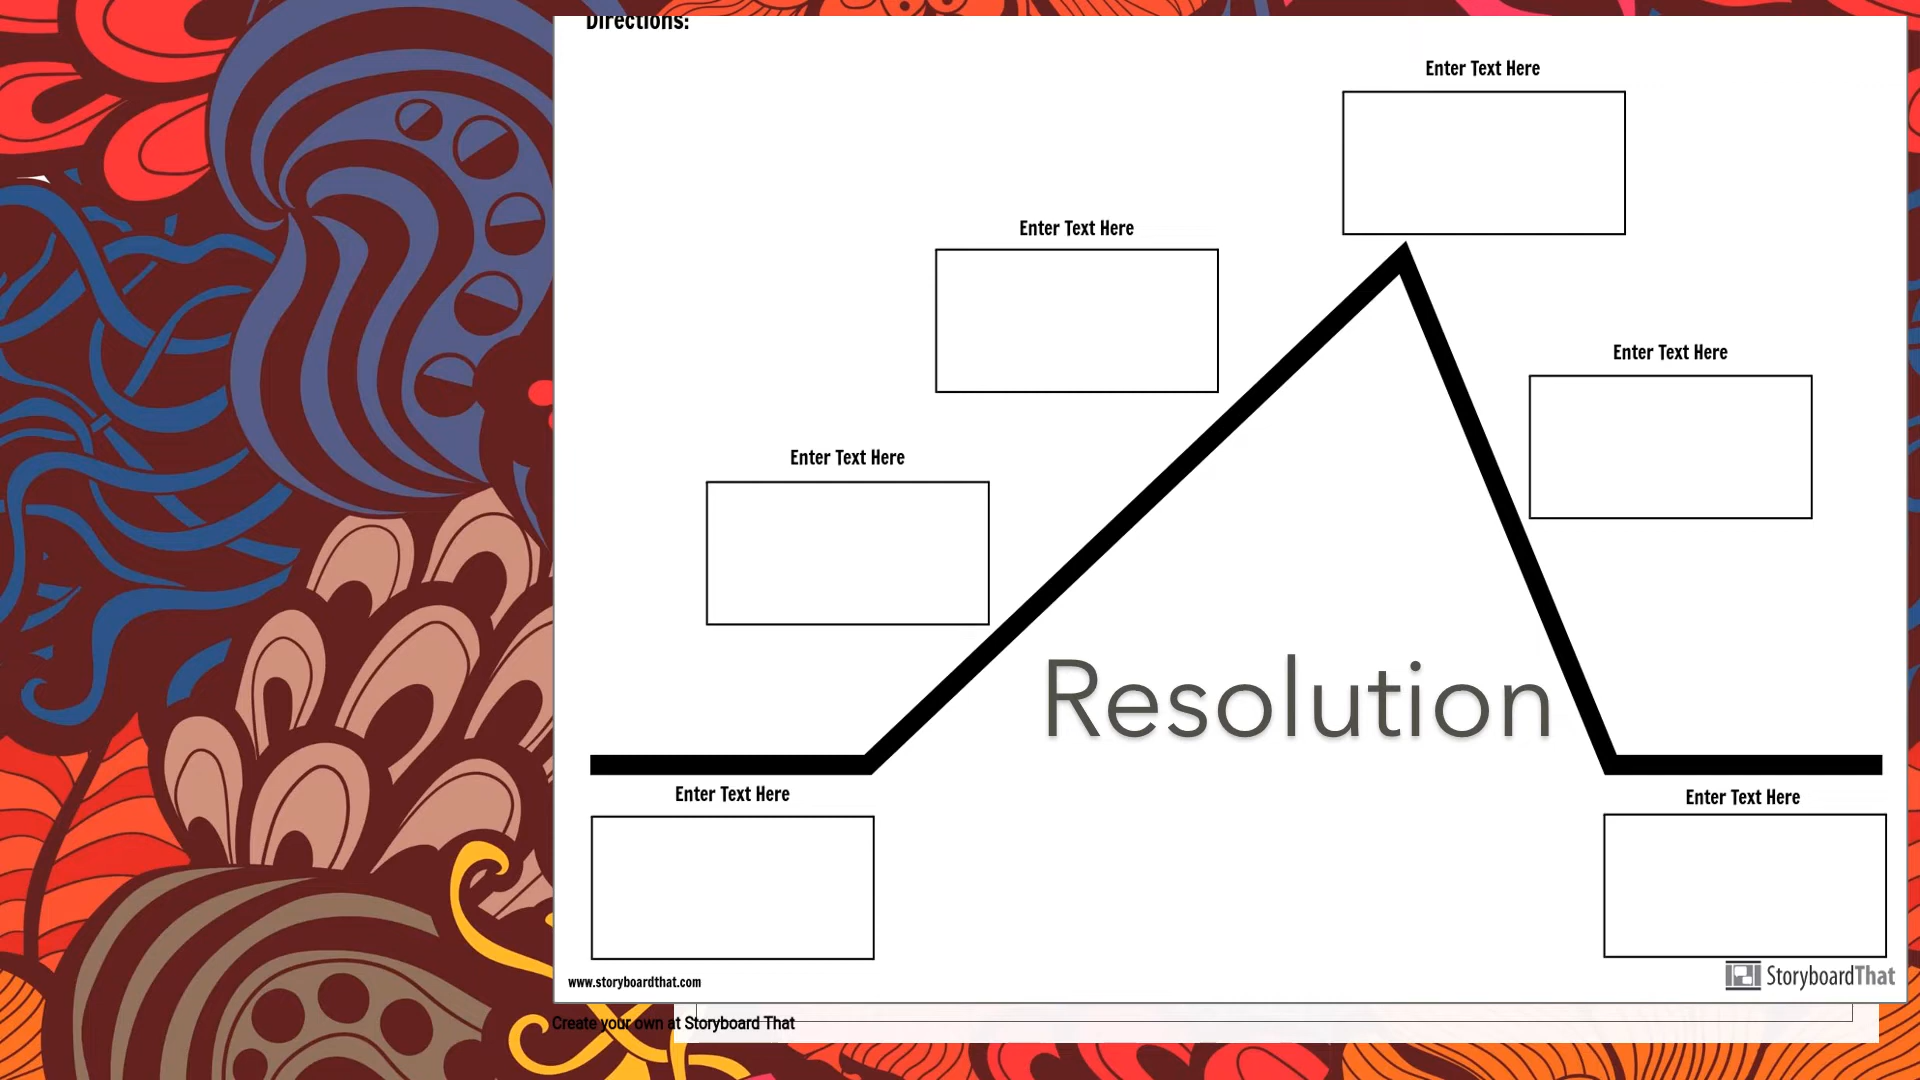 Directions:
Enter Text Here
Enter Text Here
Enter Text Here
Enter Text Here
Resolution
Enter Text Here
Enter Text Here
www.storyboardthat.com
StoryboardThat
Create your own at Storyboard That